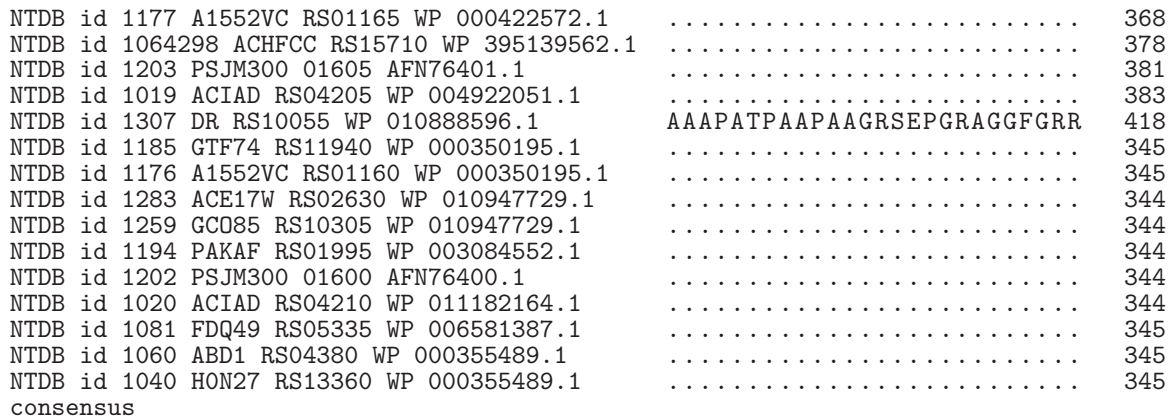 NTDB id 1177 A1552VC RS01165 WP 000422572.1 .......................... 368
NTDB id 1064298 ACHFCC RS15710 WP 395139562.1 .......................... 378
NTDB id 1203 PSJM300 01605 AFN76401.1 .......................... 381
NTDB id 1019 ACIAD RS04205 WP 004922051.1 .......................... 383
NTDB id 1307 DR RS10055 WP 010888596.1 AAAPATPAAPAAGRSEPGRAGGFGRR 418
NTDB id 1185 GTF74 RS11940 WP 000350195.1 .......................... 345
NTDB id 1176 A1552VC RS01160 WP 000350195.1 .......................... 345
NTDB id 1283 ACE17W RS02630 WP 010947729.1 .......................... 344
NTDB id 1259 GCO85 RS10305 WP 010947729.1 .......................... 344
NTDB id 1194 PAKAF RS01995 WP 003084552.1 .......................... 344
NTDB id 1202 PSJM300 01600 AFN76400.1 .......................... 344
NTDB id 1020 ACIAD RS04210 WP 011182164.1 .......................... 344
NTDB id 1081 FDQ49 RS05335 WP 006581387.1 .......................... 345
NTDB id 1060 ABD1 RS04380 WP 000355489.1 .......................... 345
NTDB id 1040 HON27 RS13360 WP 000355489.1 .......................... 345
consensus